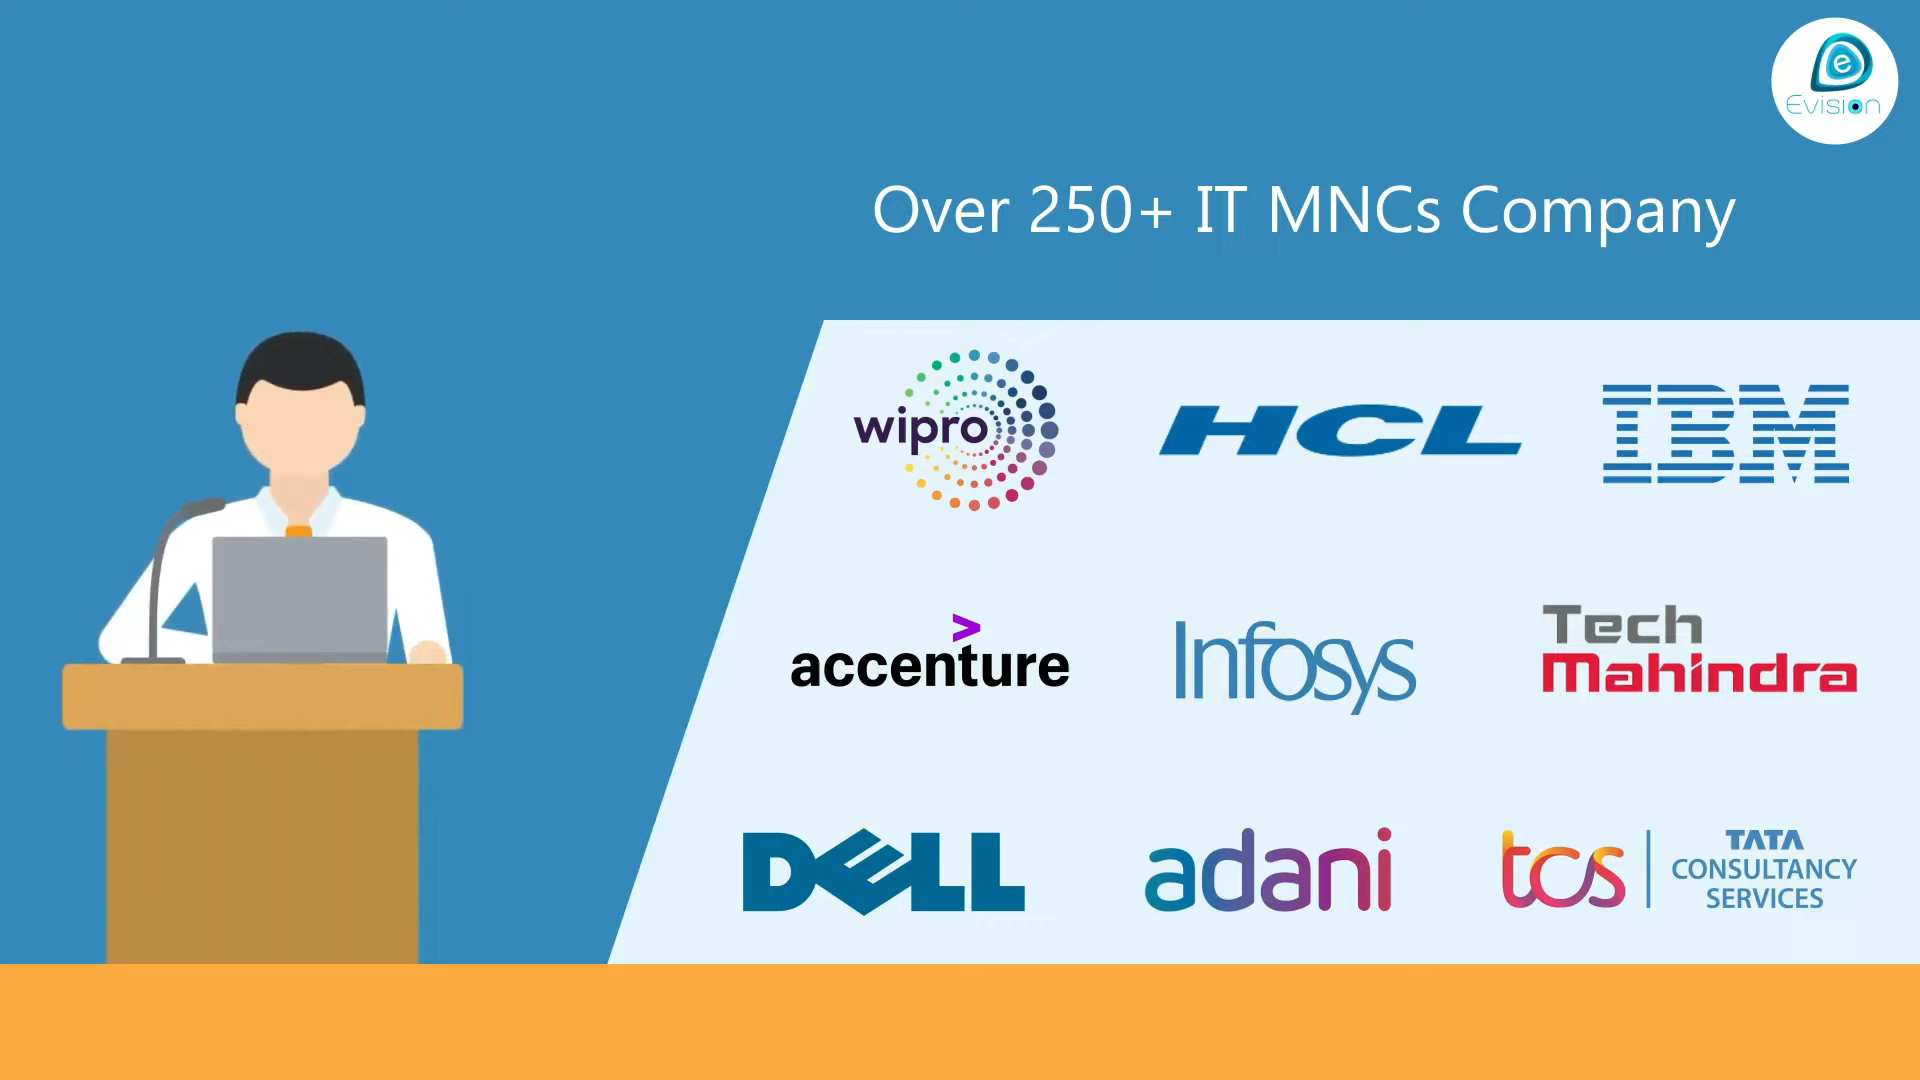 e
Evision
Over 250+ IT MNCs Company
wipro
HCL
IBM
>
accenture
Infosys
Tech
Mahindra
DELL
adani
tcs
TATA
CONSULTANCY
SERVICES